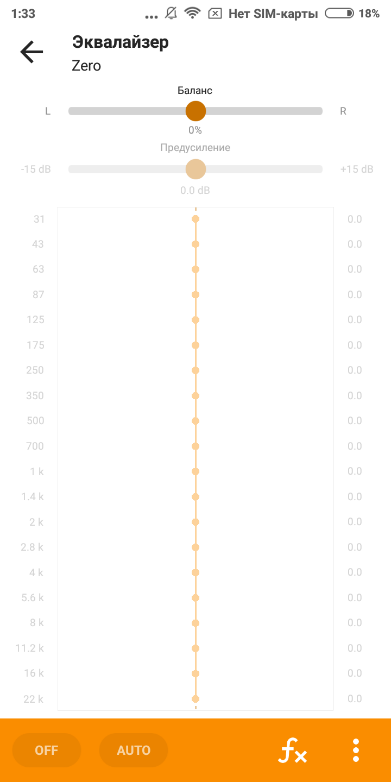 1:33 ... Нет SIM-карты 18%
Эквалайзер
Zero
Баланс
L R
0%
Предусиление
-15 dB +15 dB
0.0 dB
31 0.0
43 0.0
63 0.0
87 0.0
125 0.0
175 0.0
250 0.0
350 0.0
500 0.0
700 0.0
1 k 0.0
1.4 k 0.0
2 k 0.0
2.8 k 0.0
4 k 0.0
5.6 k 0.0
8 k 0.0
11.2 k 0.0
16 k 0.0
22 k 0.0
OFF AUTO fx